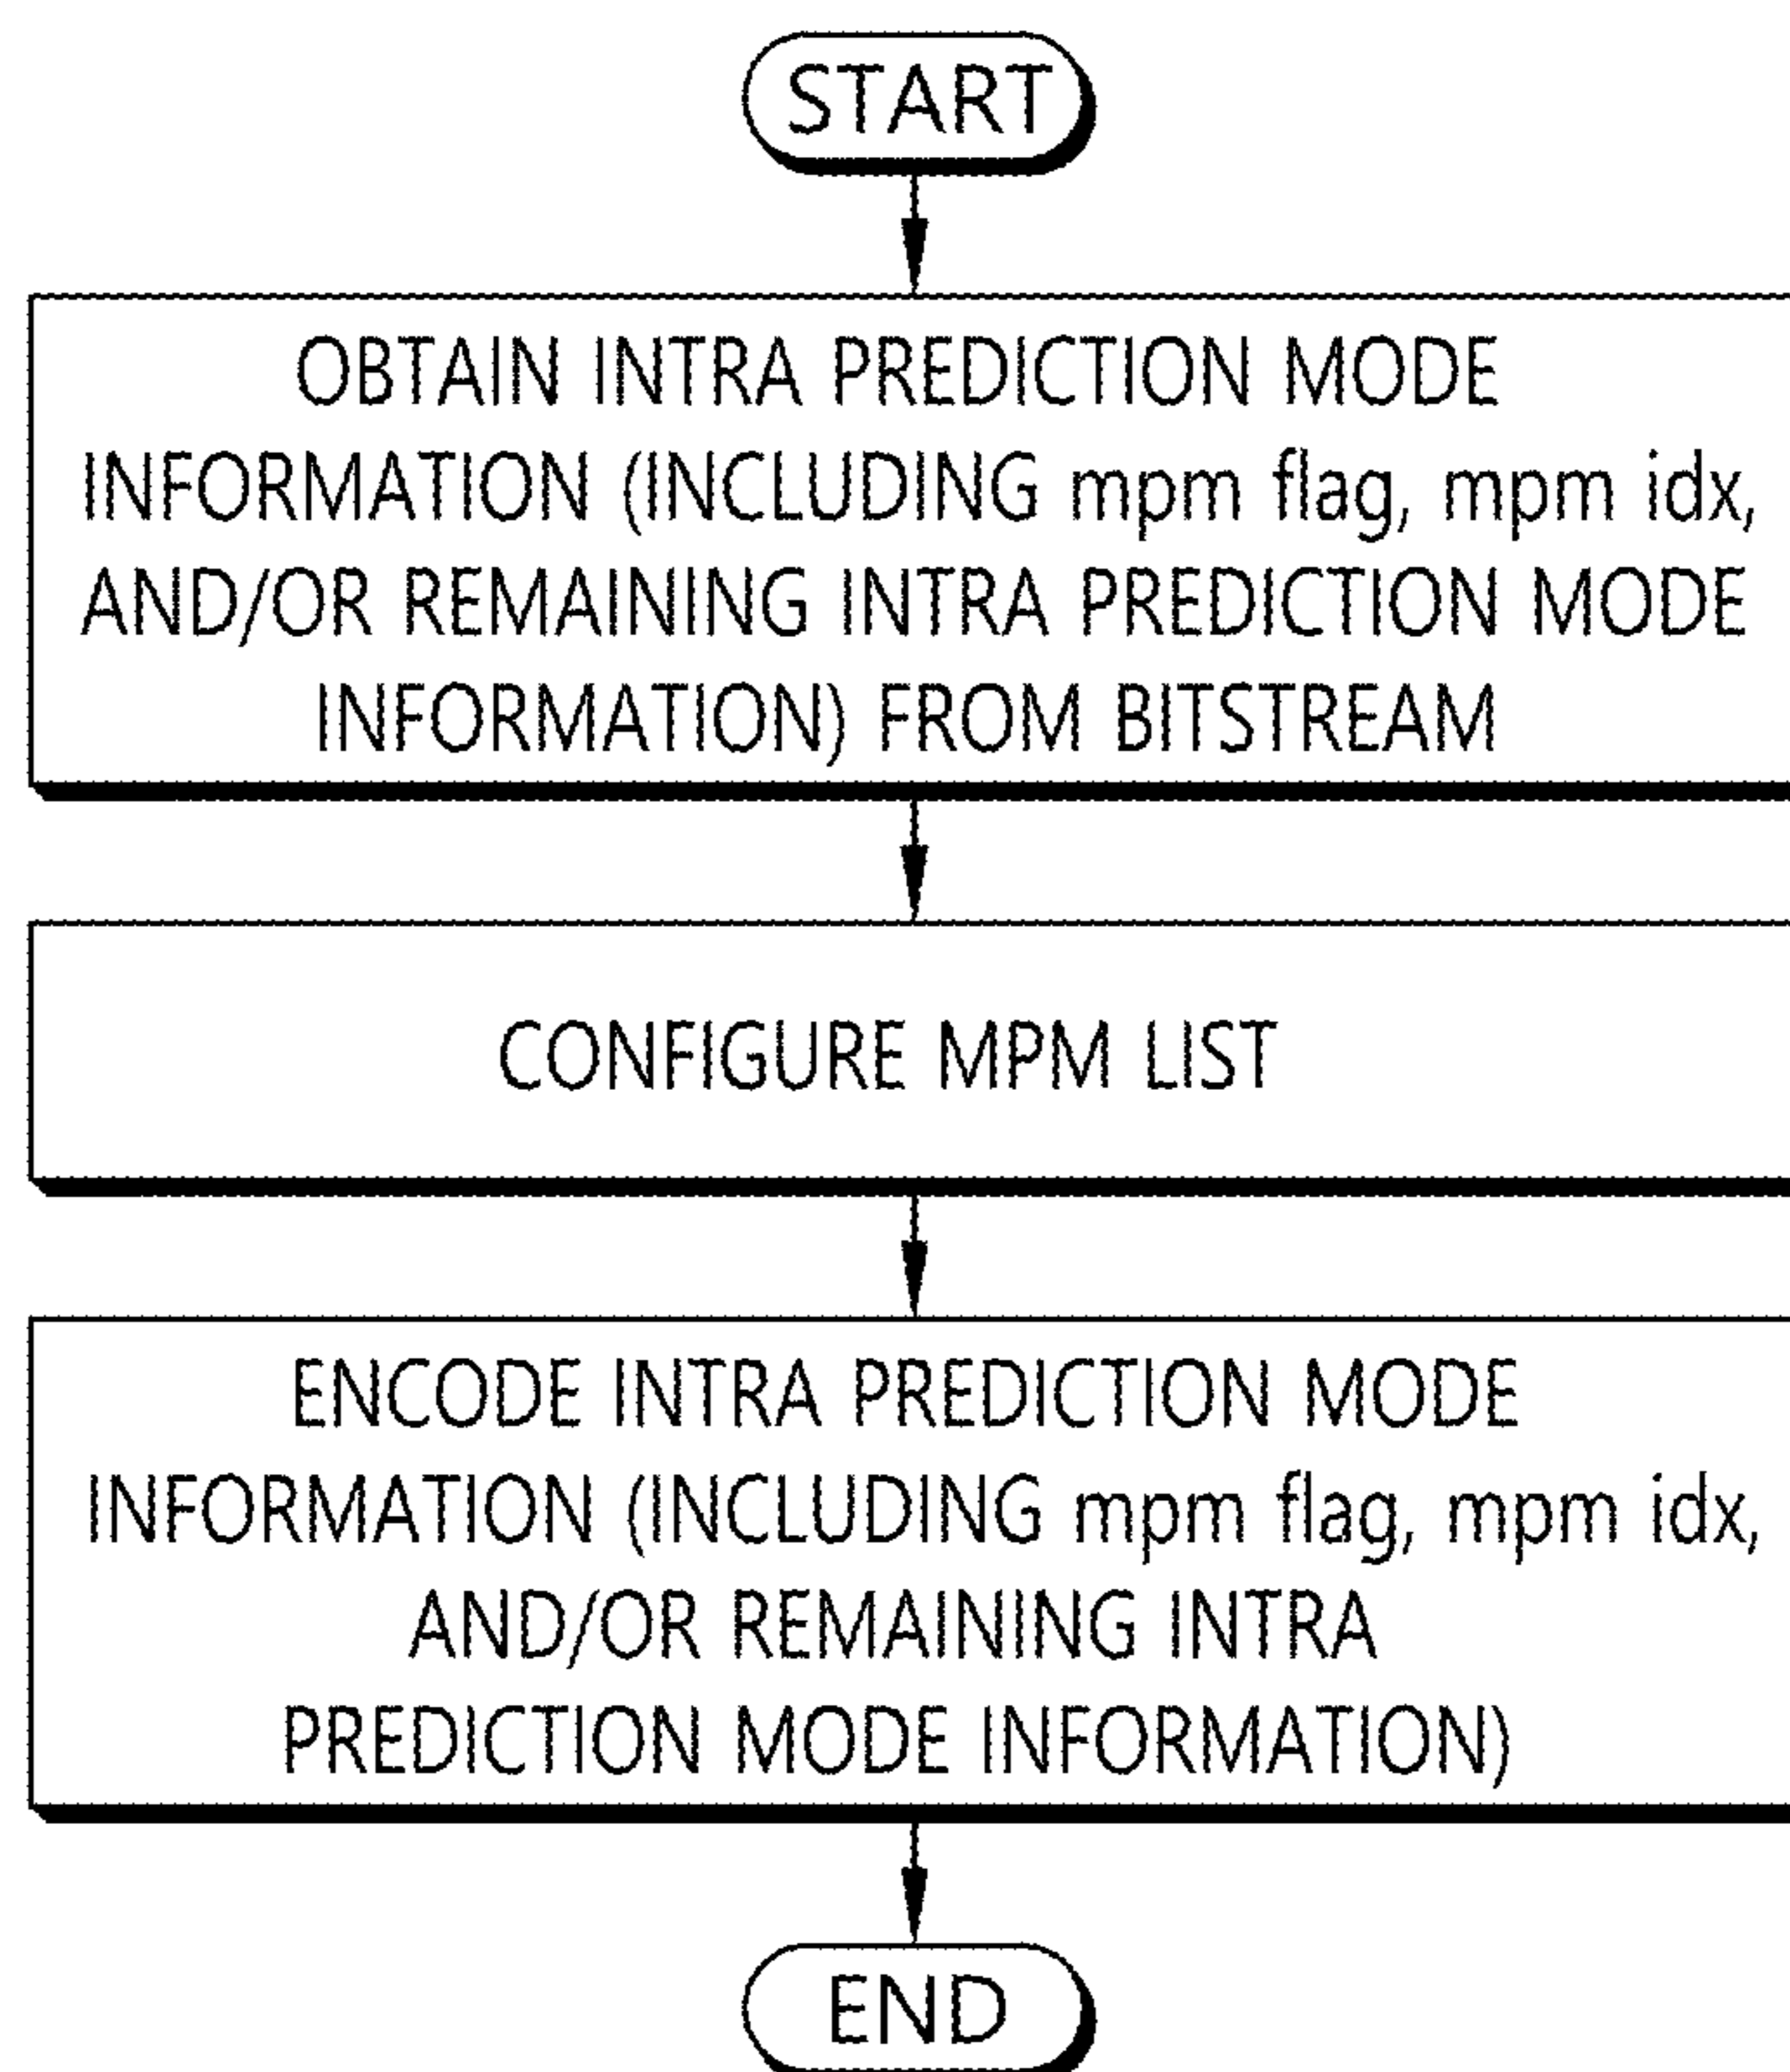 START
OBTAIN INTRA PREDICTION MODE
INFORMATION (INCLUDING mpm flag, mpm idx,
AND/OR REMAINING INTRA PREDICTION MODE
INFORMATION) FROM BITSTREAM
CONFIGURE MPM LIST
ENCODE INTRA PREDICTION MODE
INFORMATION (INCLUDING mpm flag, mpm idx,
AND/OR REMAINING INTRA
PREDICTION MODE INFORMATION)
END